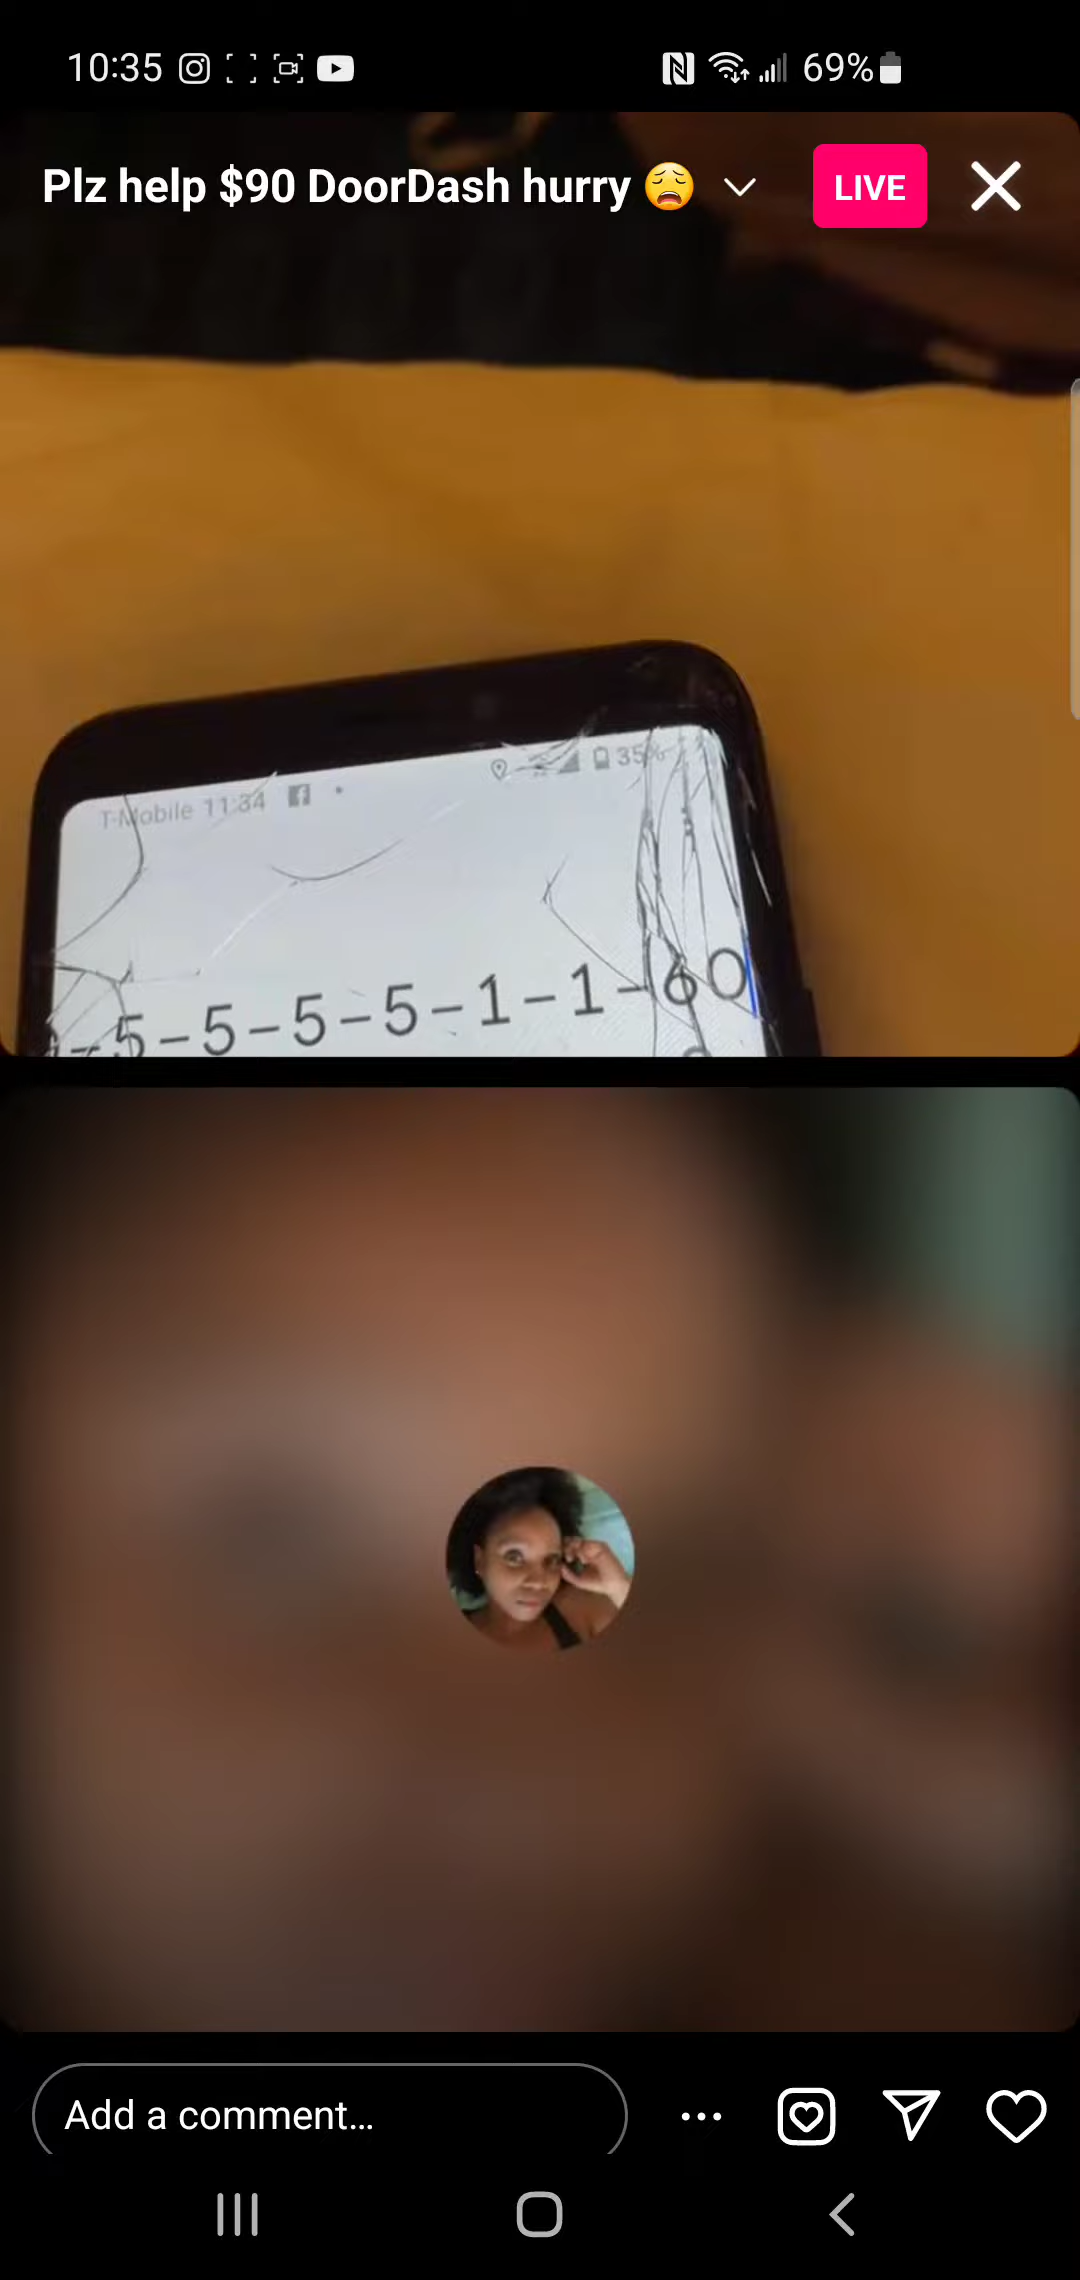 10:35 69%
Plz help $90 DoorDash hurry 😩 LIVE
T-Mobile 11:34 35%
-5-5-5-5-1-1-60
Add a comment...